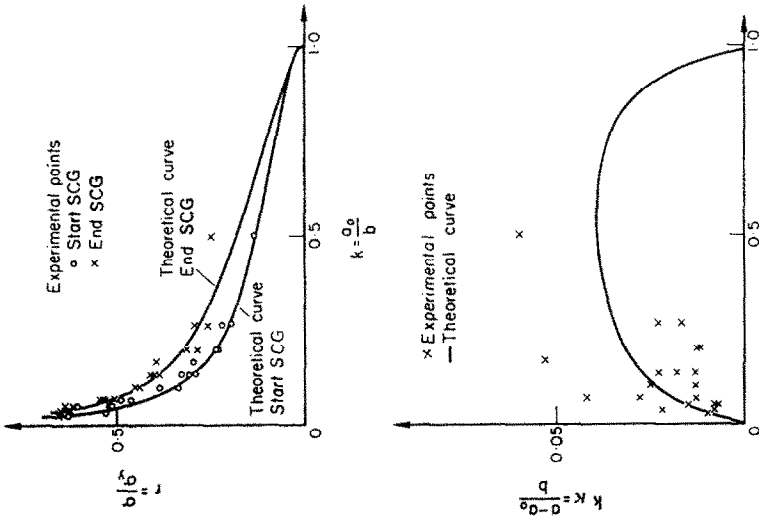 Experimental points
o Start SCG
x End SCG
Theoretical curve
End SCG
Theoretical curve
Start SCG
r = σ/σ_y
0·5
0
0·5
1·0
k = a₀/b
x Experimental points
— Theoretical curve
k κ = a-a₀/b
0·05
0
0·5
1·0